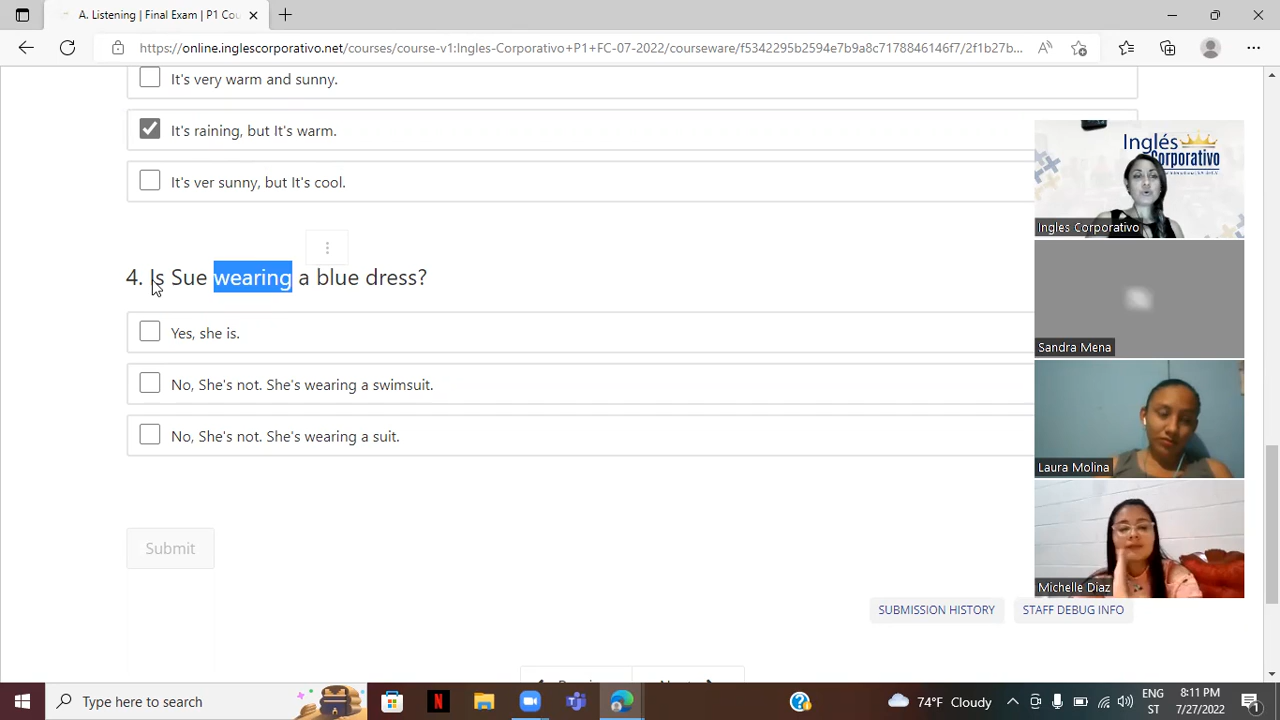 A. Listening | Final Exam | P1 Cou
https://online.inglescorporativo.net/courses/course-v1:Ingles-Corporativo+P1+FC-07-2022/courseware/f5342295b2594e7b9a8c7178846146f7/2f1b27b...
It's very warm and sunny.
It's raining, but It's warm.
It's ver sunny, but It's cool.
4. Is Sue wearing a blue dress?
Yes, she is.
No, She's not. She's wearing a swimsuit.
No, She's not. She's wearing a suit.
Submit
SUBMISSION HISTORY
STAFF DEBUG INFO
Inglés
Corporativo
Ingles Corporativo
Sandra Mena
Laura Molina
Michelle Diaz
Type here to search
N
74°F Cloudy
ENG
ST
8:11 PM
7/27/2022
1